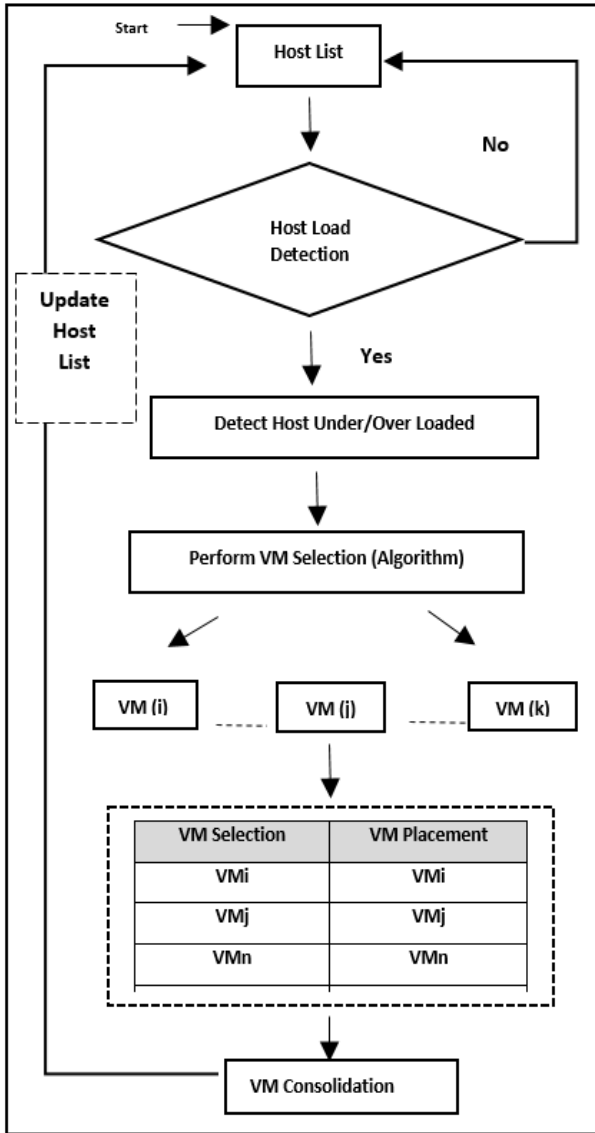 Start
Host List
No
Host Load
Detection
Update
Host
List
Yes
Detect Host Under/Over Loaded
Perform VM Selection (Algorithm)
VM (i)
VM (j)
VM (k)
VM Selection VM Placement
VMi VMi
VMj VMj
VMn VMn
VM Consolidation